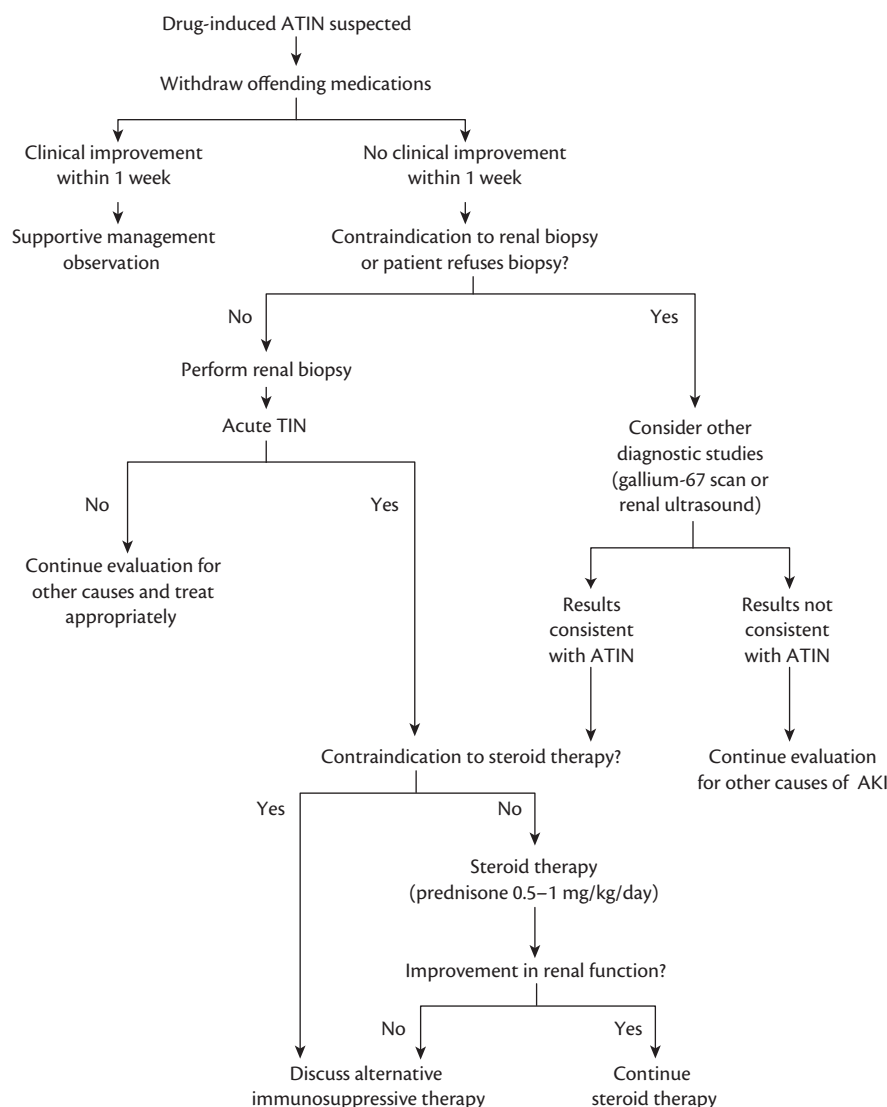 Drug-induced ATIN suspected
Withdraw offending medications
Clinical improvement
within 1 week
No clinical improvement
within 1 week
Supportive management
observation
Contraindication to renal biopsy
or patient refuses biopsy?
No
Yes
Perform renal biopsy
Acute TIN
Consider other
diagnostic studies
(gallium-67 scan or
renal ultrasound)
No
Yes
Continue evaluation for
other causes and treat
appropriately
Results
consistent
with ATIN
Results not
consistent
with ATIN
Contraindication to steroid therapy?
Continue evaluation
for other causes of AKI
Yes
No
Steroid therapy
(prednisone 0.5–1 mg/kg/day)
Improvement in renal function?
No
Yes
Discuss alternative
immunosuppressive therapy
Continue
steroid therapy